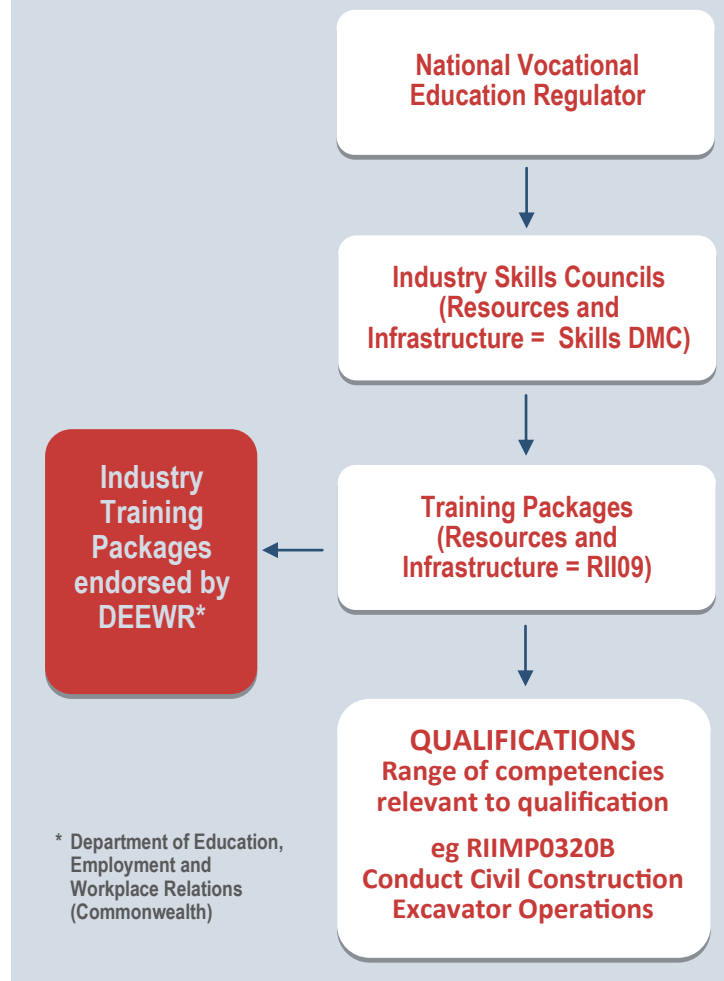 National Vocational
Education Regulator
Industry Skills Councils
(Resources and
Infrastructure = Skills DMC)
Industry
Training
Packages
endorsed by
DEEWR*
Training Packages
(Resources and
Infrastructure = RII09)
QUALIFICATIONS
Range of competencies
relevant to qualification
eg RIIMP0320B
Conduct Civil Construction
Excavator Operations
* Department of Education,
Employment and
Workplace Relations
(Commonwealth)